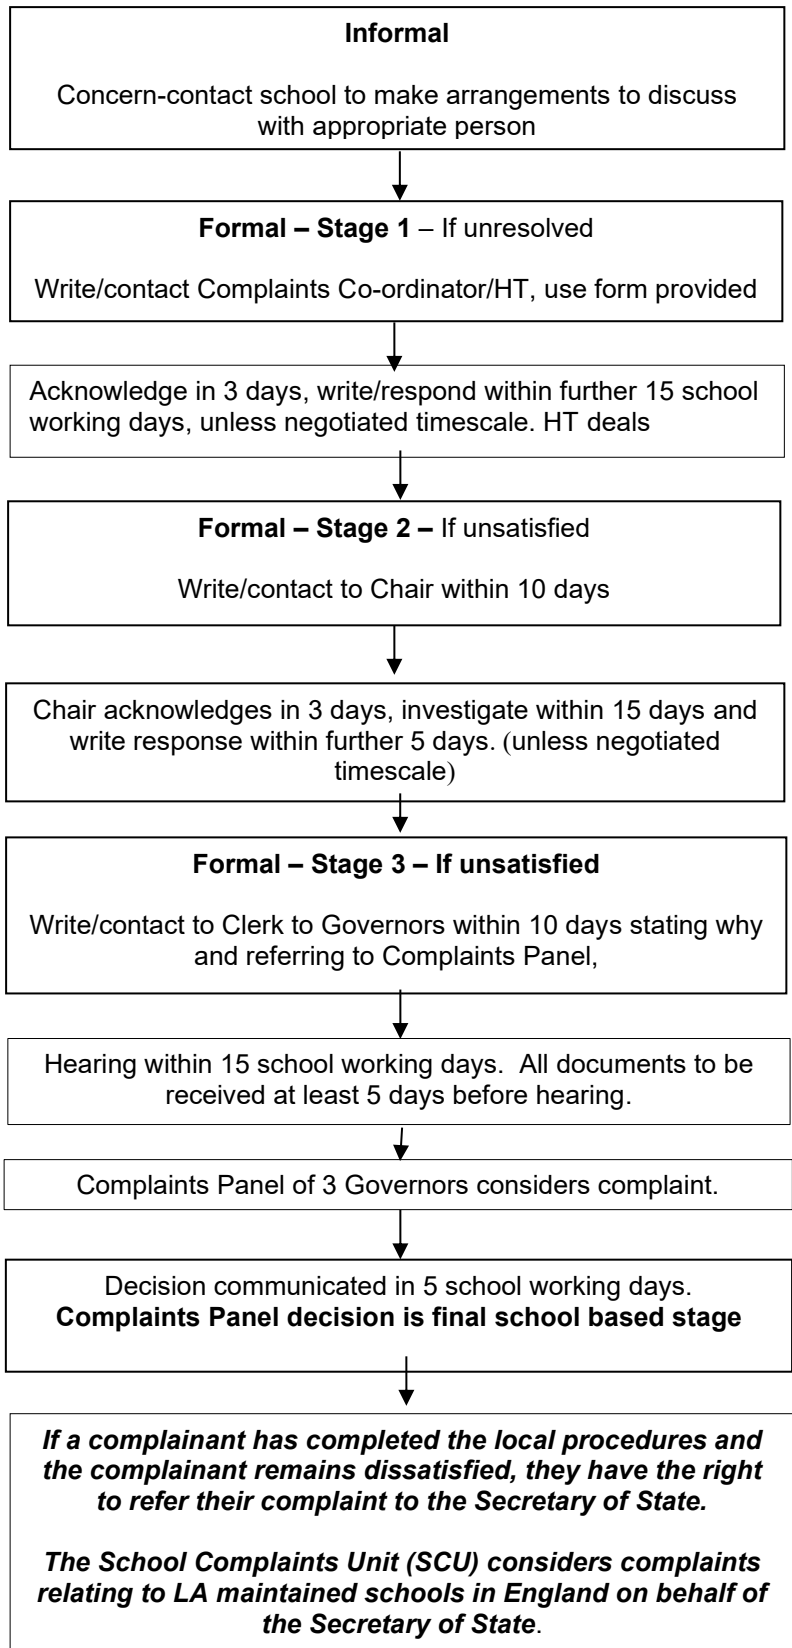 Informal
Concern-contact school to make arrangements to discuss
with appropriate person
Formal – Stage 1 – If unresolved
Write/contact Complaints Co-ordinator/HT, use form provided
Acknowledge in 3 days, write/respond within further 15 school
working days, unless negotiated timescale. HT deals
Formal – Stage 2 – If unsatisfied
Write/contact to Chair within 10 days
Chair acknowledges in 3 days, investigate within 15 days and
write response within further 5 days. (unless negotiated
timescale)
Formal – Stage 3 – If unsatisfied
Write/contact to Clerk to Governors within 10 days stating why
and referring to Complaints Panel,
Hearing within 15 school working days.  All documents to be
received at least 5 days before hearing.
Complaints Panel of 3 Governors considers complaint.
Decision communicated in 5 school working days.
Complaints Panel decision is final school based stage
If a complainant has completed the local procedures and
the complainant remains dissatisfied, they have the right
to refer their complaint to the Secretary of State.
The School Complaints Unit (SCU) considers complaints
relating to LA maintained schools in England on behalf of
the Secretary of State.